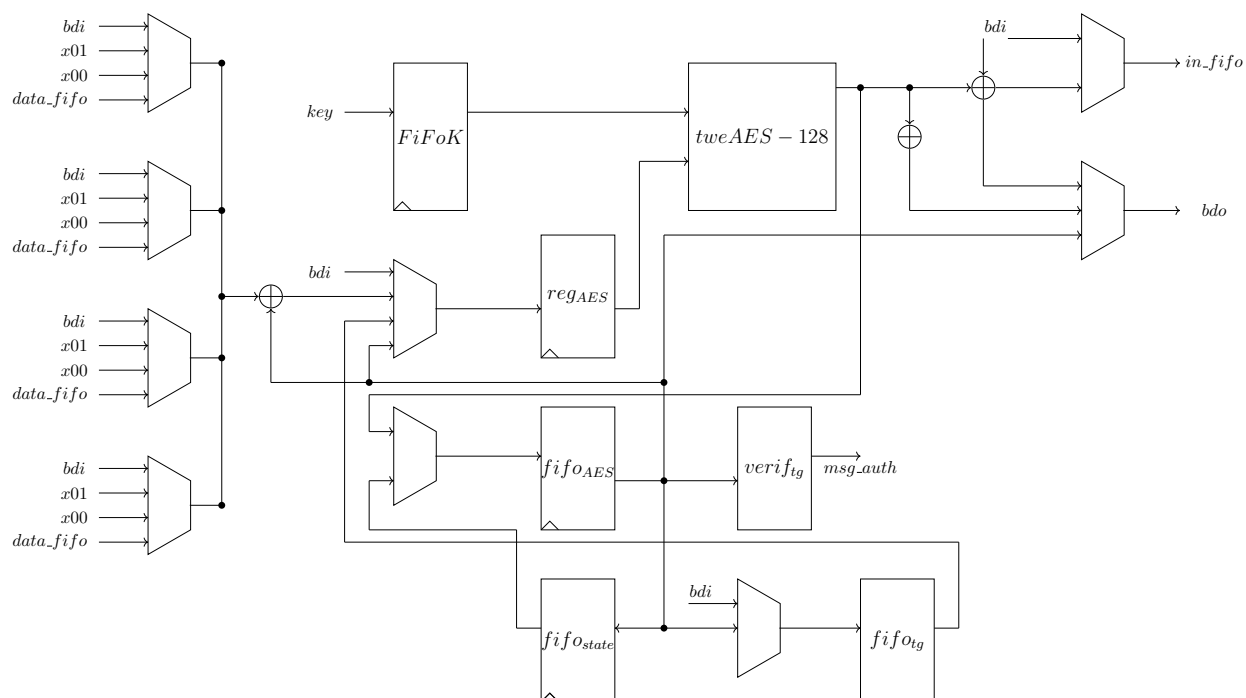 bdi
x01
x00
data_fifo
bdi
x01
x00
data_fifo
bdi
x01
x00
data_fifo
bdi
x01
x00
data_fifo
key
FiFoK
tweAES − 128
bdi
in_fifo
bdo
bdi
reg_AES
fifo_AES
verif_tg
msg_auth
fifo_state
bdi
fifo_tg